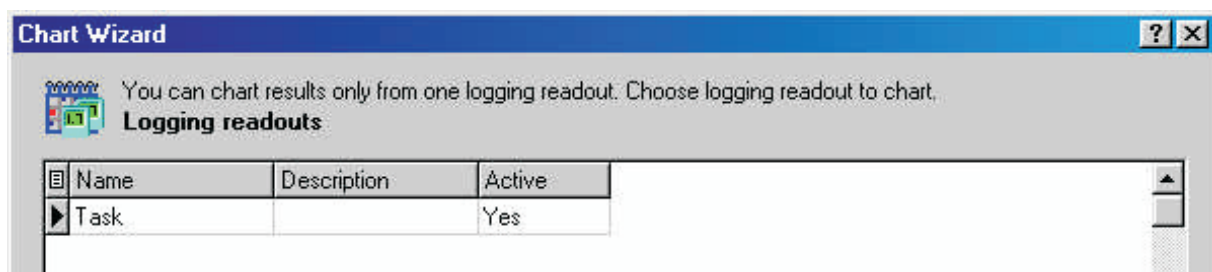 Chart Wizard
You can chart results only from one logging readout. Choose logging readout to chart.
Logging readouts
Name Description Active
Task Yes